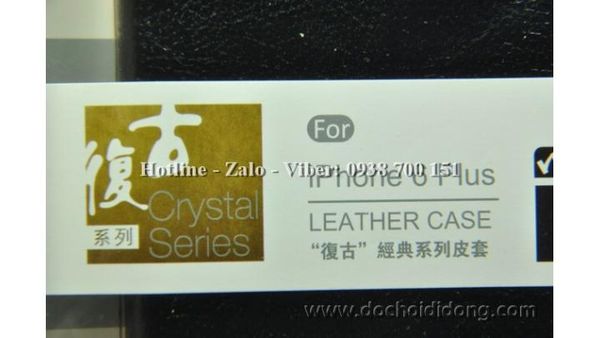 復古
系列
Crystal
Series
For
iPhone 6 Plus
LEATHER CASE
“復古”經典系列皮套
Hotline - Zalo - Viber: 0938 700 151
www.dochoididong.com